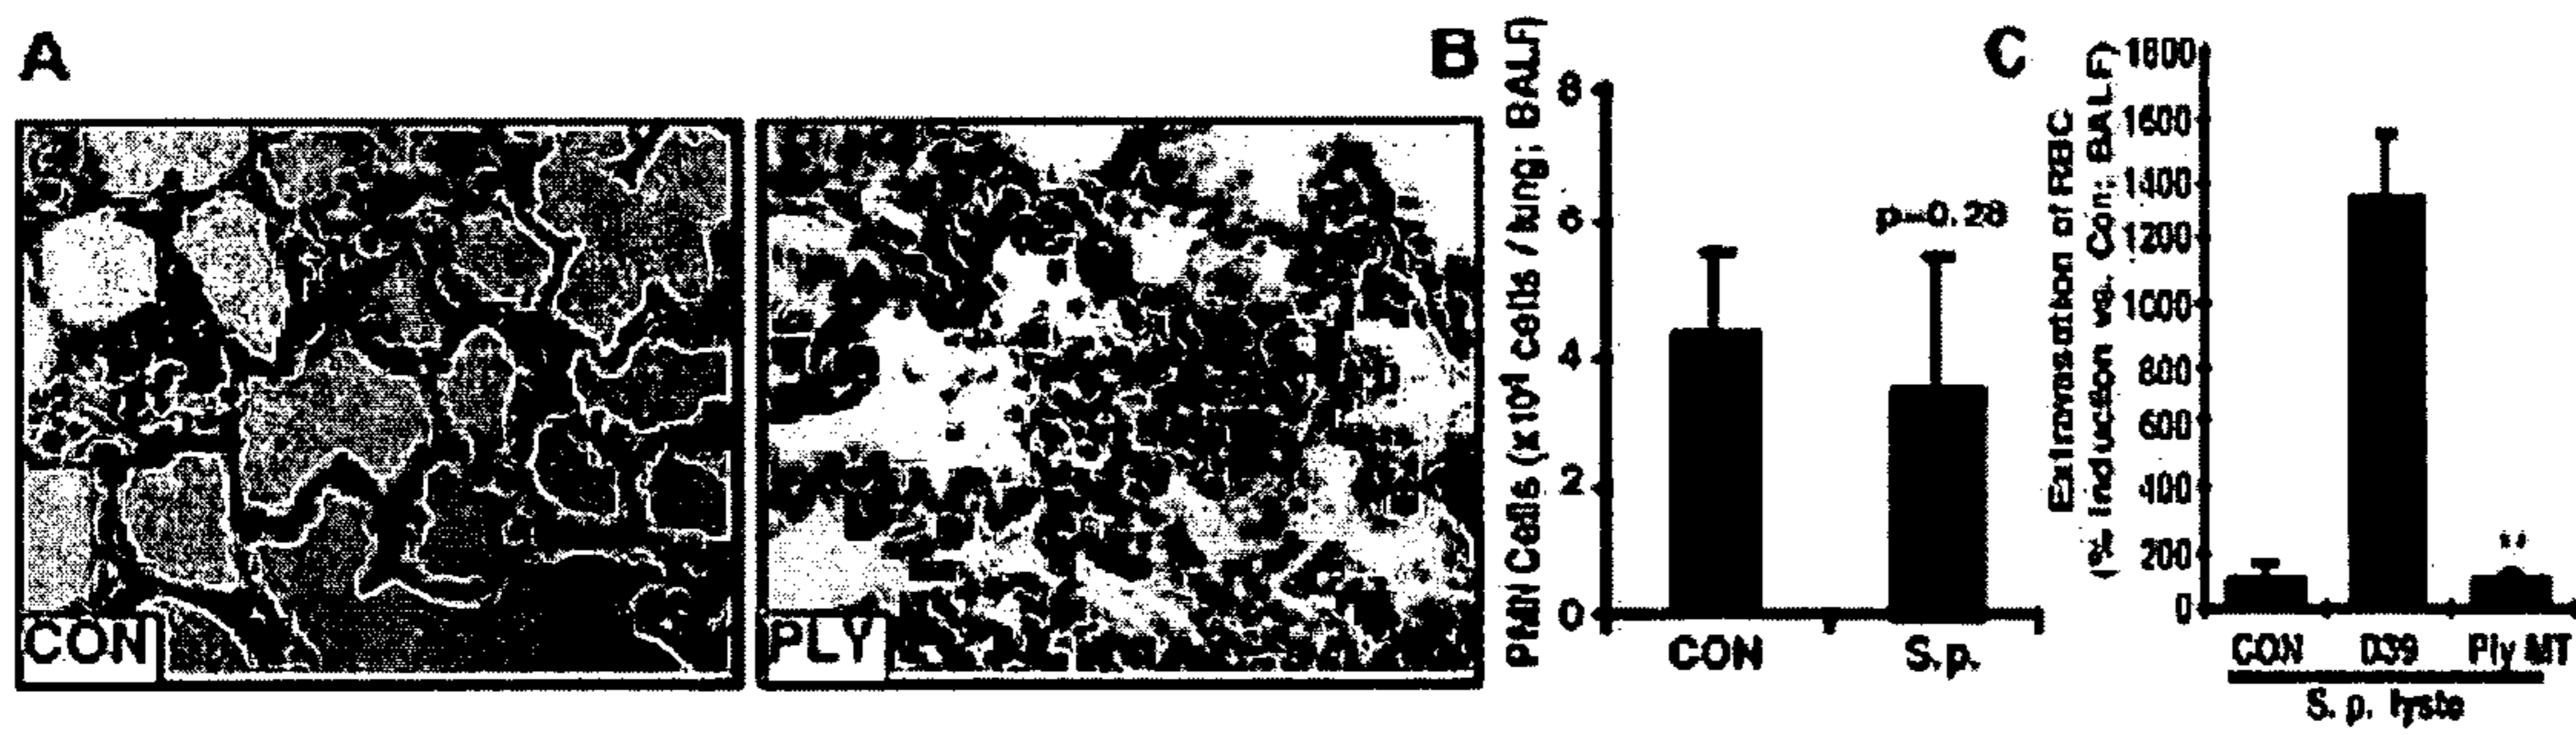 A
CON
PLY
B
PMN Cells (x10⁴ cells / lung; BALF)
8
6
4
2
0
p=0.28
CON
S.p.
C
Extravasation of RBC
(% induction vs. Con; BALF)
1800
1600
1400
1200
1000
800
600
400
200
0
**
CON D39 Ply MT
S. p. lyste